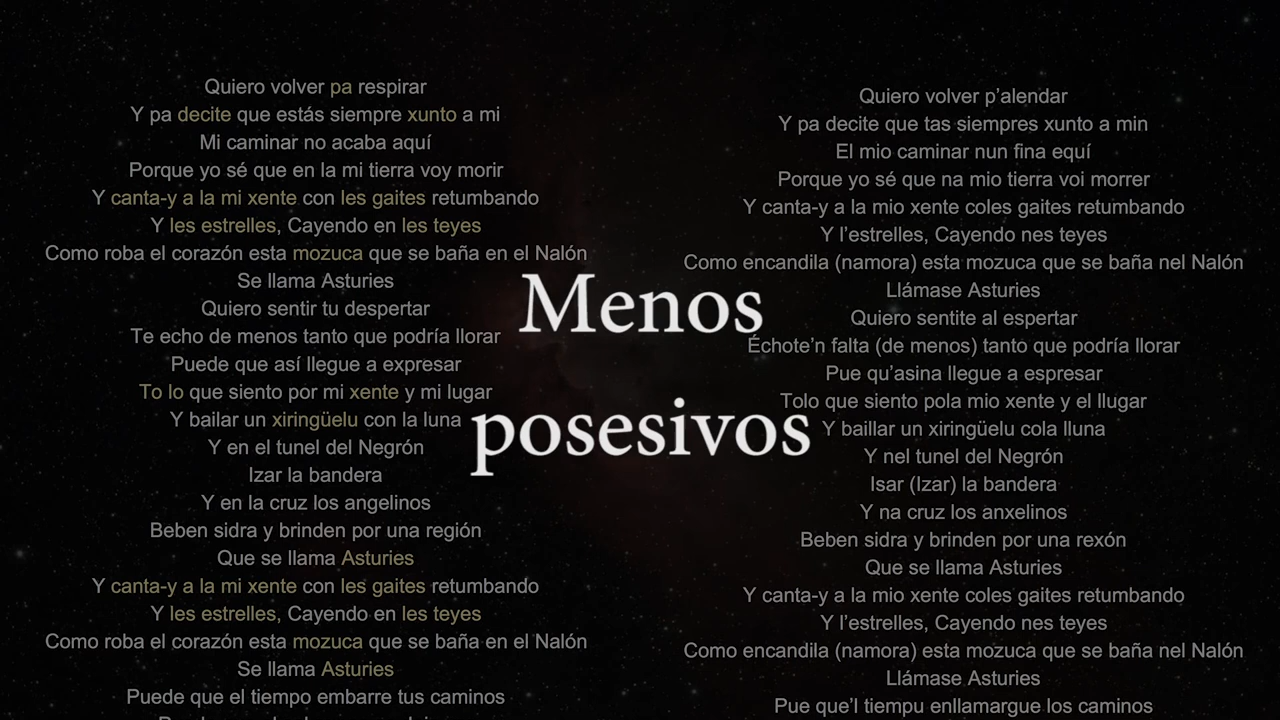 Quiero volver pa respirar
Y pa decite que estás siempre xunto a mi
Mi caminar no acaba aquí
Porque yo sé que en la mi tierra voy morir
Y canta-y a la mi xente con les gaites retumbando
Y les estrelles, Cayendo en les teyes
Como roba el corazón esta mozuca que se baña en el Nalón
Se llama Asturies
Quiero sentir tu despertar
Te echo de menos tanto que podría llorar
Puede que así llegue a expresar
To lo que siento por mi xente y mi lugar
Y bailar un xiringüelu con la luna
Y en el tunel del Negrón
Izar la bandera
Y en la cruz los angelinos
Beben sidra y brinden por una región
Que se llama Asturies
Y canta-y a la mi xente con les gaites retumbando
Y les estrelles, Cayendo en les teyes
Como roba el corazón esta mozuca que se baña en el Nalón
Se llama Asturies
Puede que el tiempo embarre tus caminos
Menos
posesivos
Quiero volver p'alendar
Y pa decite que tas siempres xunto a min
El mio caminar nun fina equí
Porque yo sé que na mio tierra voi morrer
Y canta-y a la mio xente coles gaites retumbando
Y l'estrelles, Cayendo nes teyes
Como encandila (namora) esta mozuca que se baña nel Nalón
Llámase Asturies
Quiero sentite al espertar
Échote'n falta (de menos) tanto que podría llorar
Pue qu'asina llegue a espresar
Tolo que siento pola mio xente y el llugar
Y baillar un xiringüelu cola lluna
Y nel tunel del Negrón
Isar (Izar) la bandera
Y na cruz los anxelinos
Beben sidra y brinden por una rexón
Que se llama Asturies
Y canta-y a la mio xente coles gaites retumbando
Y l'estrelles, Cayendo nes teyes
Como encandila (namora) esta mozuca que se baña nel Nalón
Llámase Asturies
Pue que'l tiempu enllamargue los caminos